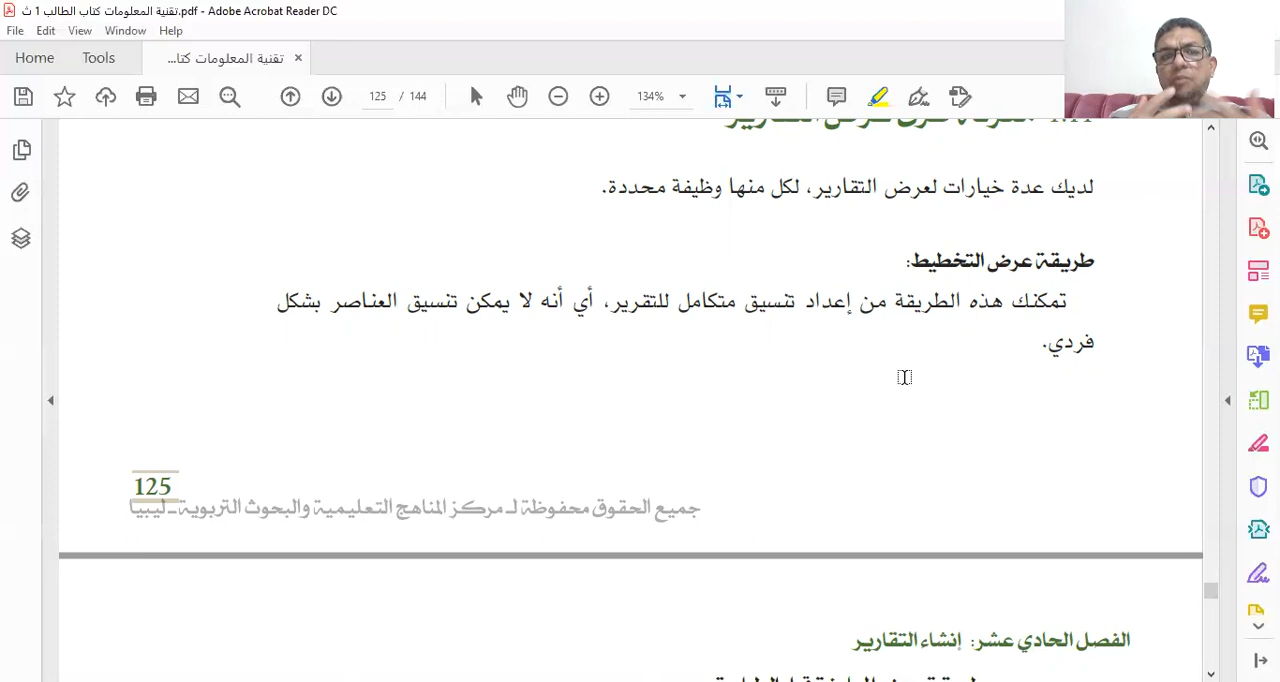 تقنية المعلومات كتاب الطالب 1 ث.pdf - Adobe Acrobat Reader DC
File Edit View Window Help
Home Tools تقنية المعلومات كتا... ×
125 / 144 134%
لديك عدة خيارات لعرض التقارير، لكل منها وظيفة محددة.
طريقة عرض التخطيط:
تمكنك هذه الطريقة من إعداد تنسيق متكامل للتقرير، أي أنه لا يمكن تنسيق العناصر بشكل
فردي.
125
جميع الحقوق محفوظة لـ مركز المناهج التعليمية والبحوث التربوية ـ ليبيا
الفصل الحادي عشر: إنشاء التقارير